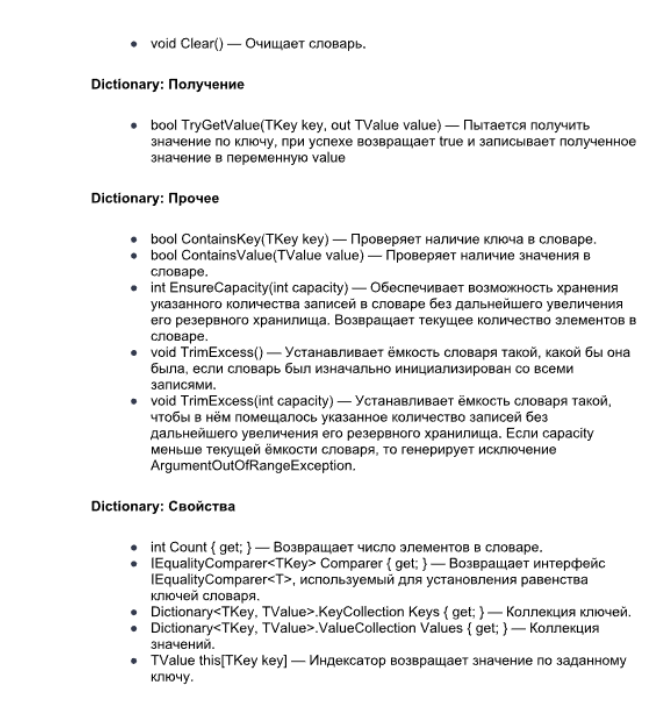 • void Clear() — Очищает словарь.
Dictionary: Получение
• bool TryGetValue(TKey key, out TValue value) — Пытается получить
значение по ключу, при успехе возвращает true и записывает полученное
значение в переменную value
Dictionary: Прочее
• bool ContainsKey(TKey key) — Проверяет наличие ключа в словаре.
• bool ContainsValue(TValue value) — Проверяет наличие значения в
словаре.
• int EnsureCapacity(int capacity) — Обеспечивает возможность хранения
указанного количества записей в словаре без дальнейшего увеличения
его резервного хранилища. Возвращает текущее количество элементов в
словаре.
• void TrimExcess() — Устанавливает ёмкость словаря такой, какой бы она
была, если словарь был изначально инициализирован со всеми
записями.
• void TrimExcess(int capacity) — Устанавливает ёмкость словаря такой,
чтобы в нём помещалось указанное количество записей без
дальнейшего увеличения его резервного хранилища. Если capacity
меньше текущей ёмкости словаря, то генерирует исключение
ArgumentOutOfRangeException.
Dictionary: Свойства
• int Count { get; } — Возвращает число элементов в словаре.
• IEqualityComparer<TKey> Comparer { get; } — Возвращает интерфейс
IEqualityComparer<T>, используемый для установления равенства
ключей словаря.
• Dictionary<TKey, TValue>.KeyCollection Keys { get; } — Коллекция ключей.
• Dictionary<TKey, TValue>.ValueCollection Values { get; } — Коллекция
значений.
• TValue this[TKey key] — Индексатор возвращает значение по заданному
ключу.